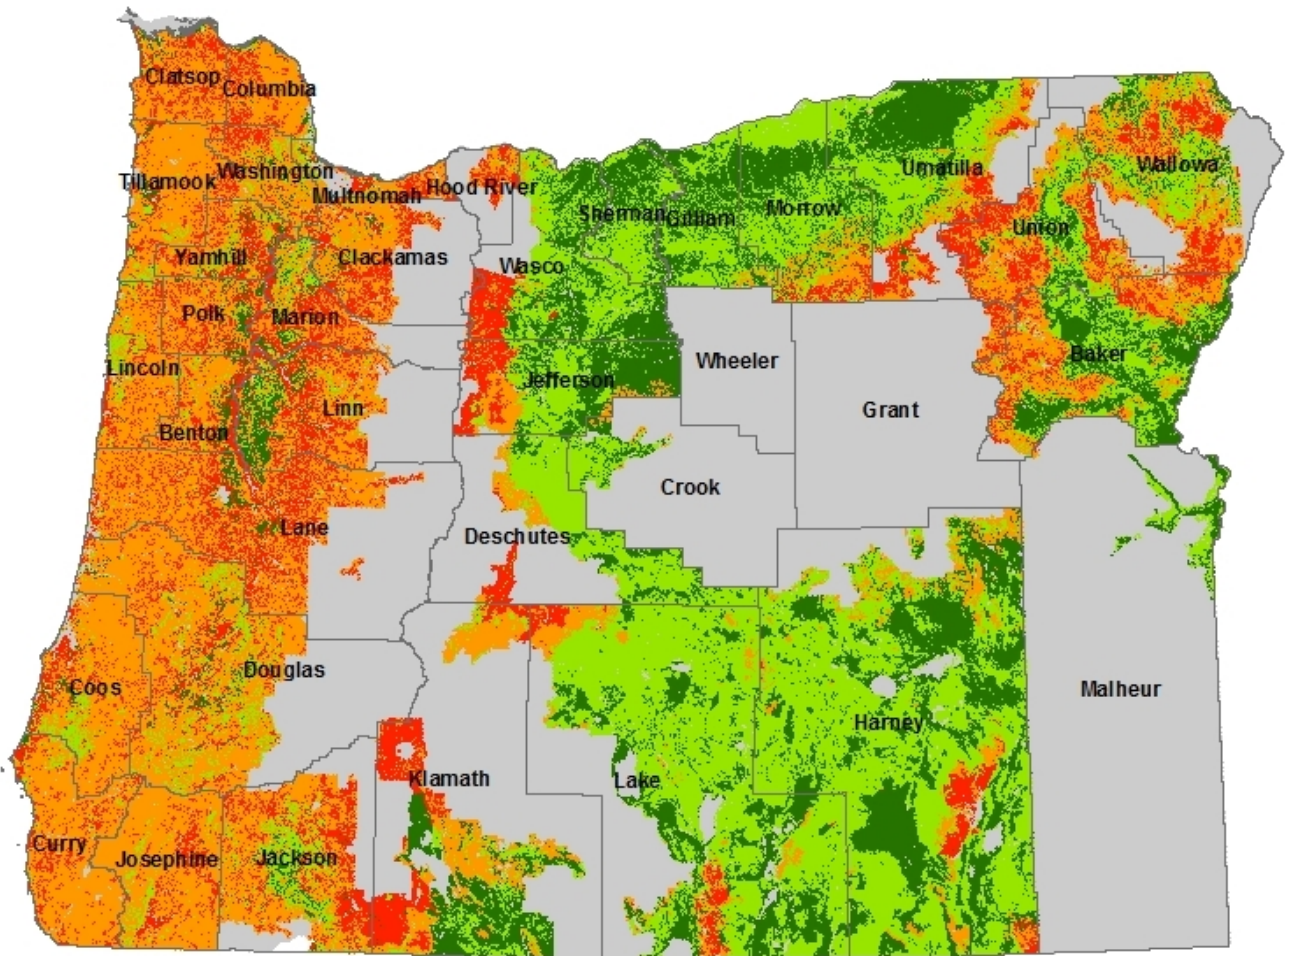 Clatsop
Columbia
Washington
Tillamook
Multnomah
Hood River
Umatilla
Wallowa
Sherman
Gilliam
Morrow
Union
Yamhill
Clackamas
Wasco
Polk
Marion
Lincoln
Jefferson
Wheeler
Baker
Linn
Grant
Benton
Crook
Lane
Deschutes
Douglas
Coos
Malheur
Harney
Klamath
Lake
Curry
Josephine
Jackson